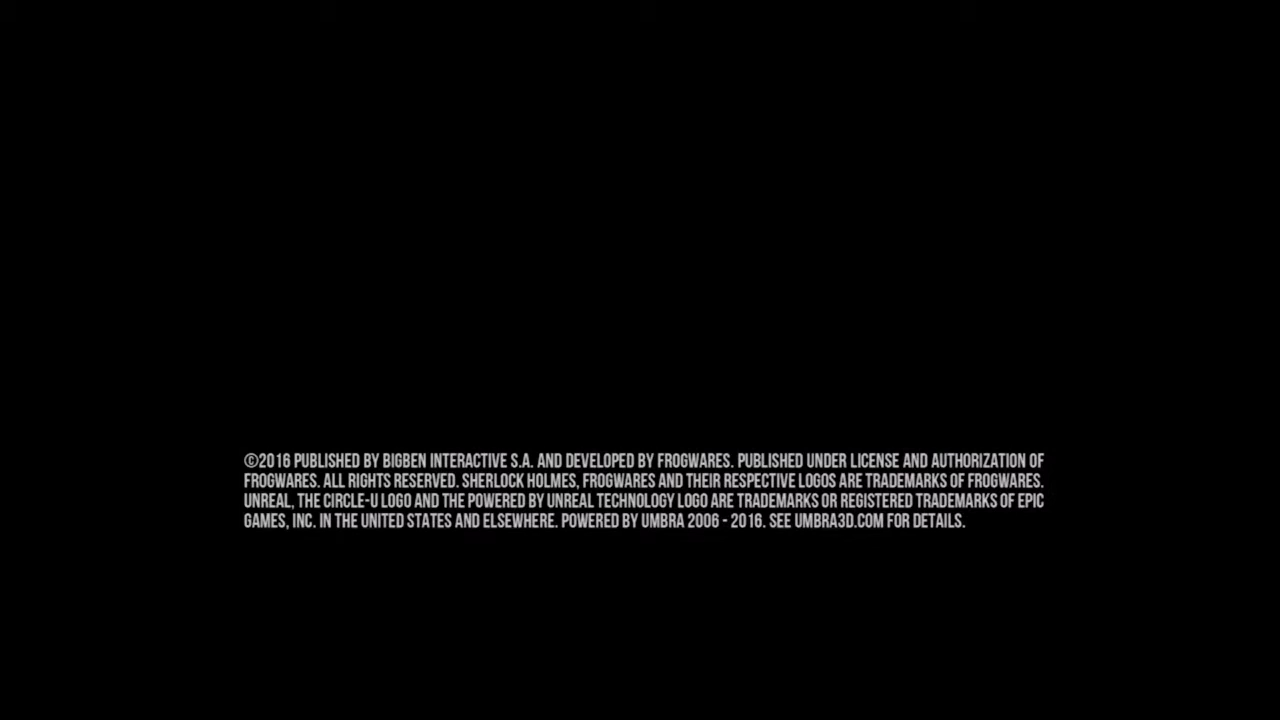 ©2016 PUBLISHED BY BIGBEN INTERACTIVE S.A. AND DEVELOPED BY FROGWARES. PUBLISHED UNDER LICENSE AND AUTHORIZATION OF
FROGWARES. ALL RIGHTS RESERVED. SHERLOCK HOLMES, FROGWARES AND THEIR RESPECTIVE LOGOS ARE TRADEMARKS OF FROGWARES.
UNREAL, THE CIRCLE-U LOGO AND THE POWERED BY UNREAL TECHNOLOGY LOGO ARE TRADEMARKS OR REGISTERED TRADEMARKS OF EPIC
GAMES, INC. IN THE UNITED STATES AND ELSEWHERE. POWERED BY UMBRA 2006 - 2016. SEE UMBRA3D.COM FOR DETAILS.